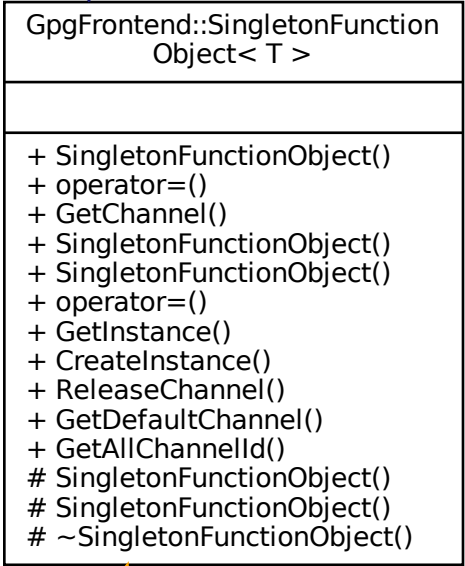 GpgFrontend::SingletonFunction
Object< T >
+ SingletonFunctionObject()
+ operator=()
+ GetChannel()
+ SingletonFunctionObject()
+ SingletonFunctionObject()
+ operator=()
+ GetInstance()
+ CreateInstance()
+ ReleaseChannel()
+ GetDefaultChannel()
+ GetAllChannelId()
# SingletonFunctionObject()
# SingletonFunctionObject()
# ~SingletonFunctionObject()